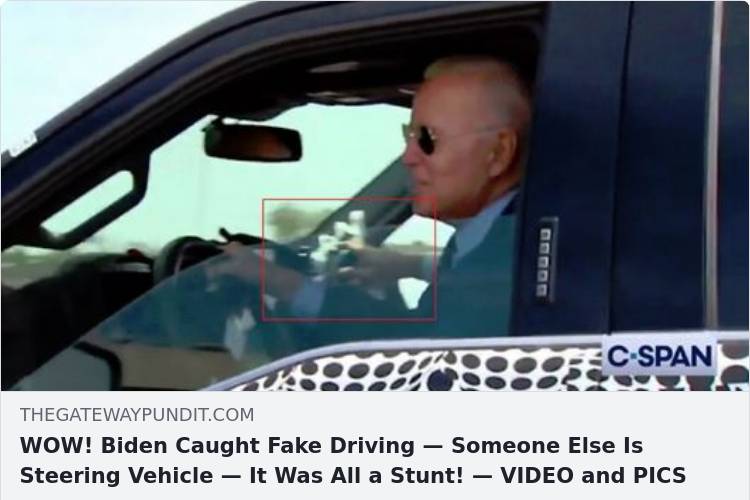 C-SPAN
THEGATEWAYPUNDIT.COM
WOW! Biden Caught Fake Driving — Someone Else Is
Steering Vehicle — It Was All a Stunt! — VIDEO and PICS